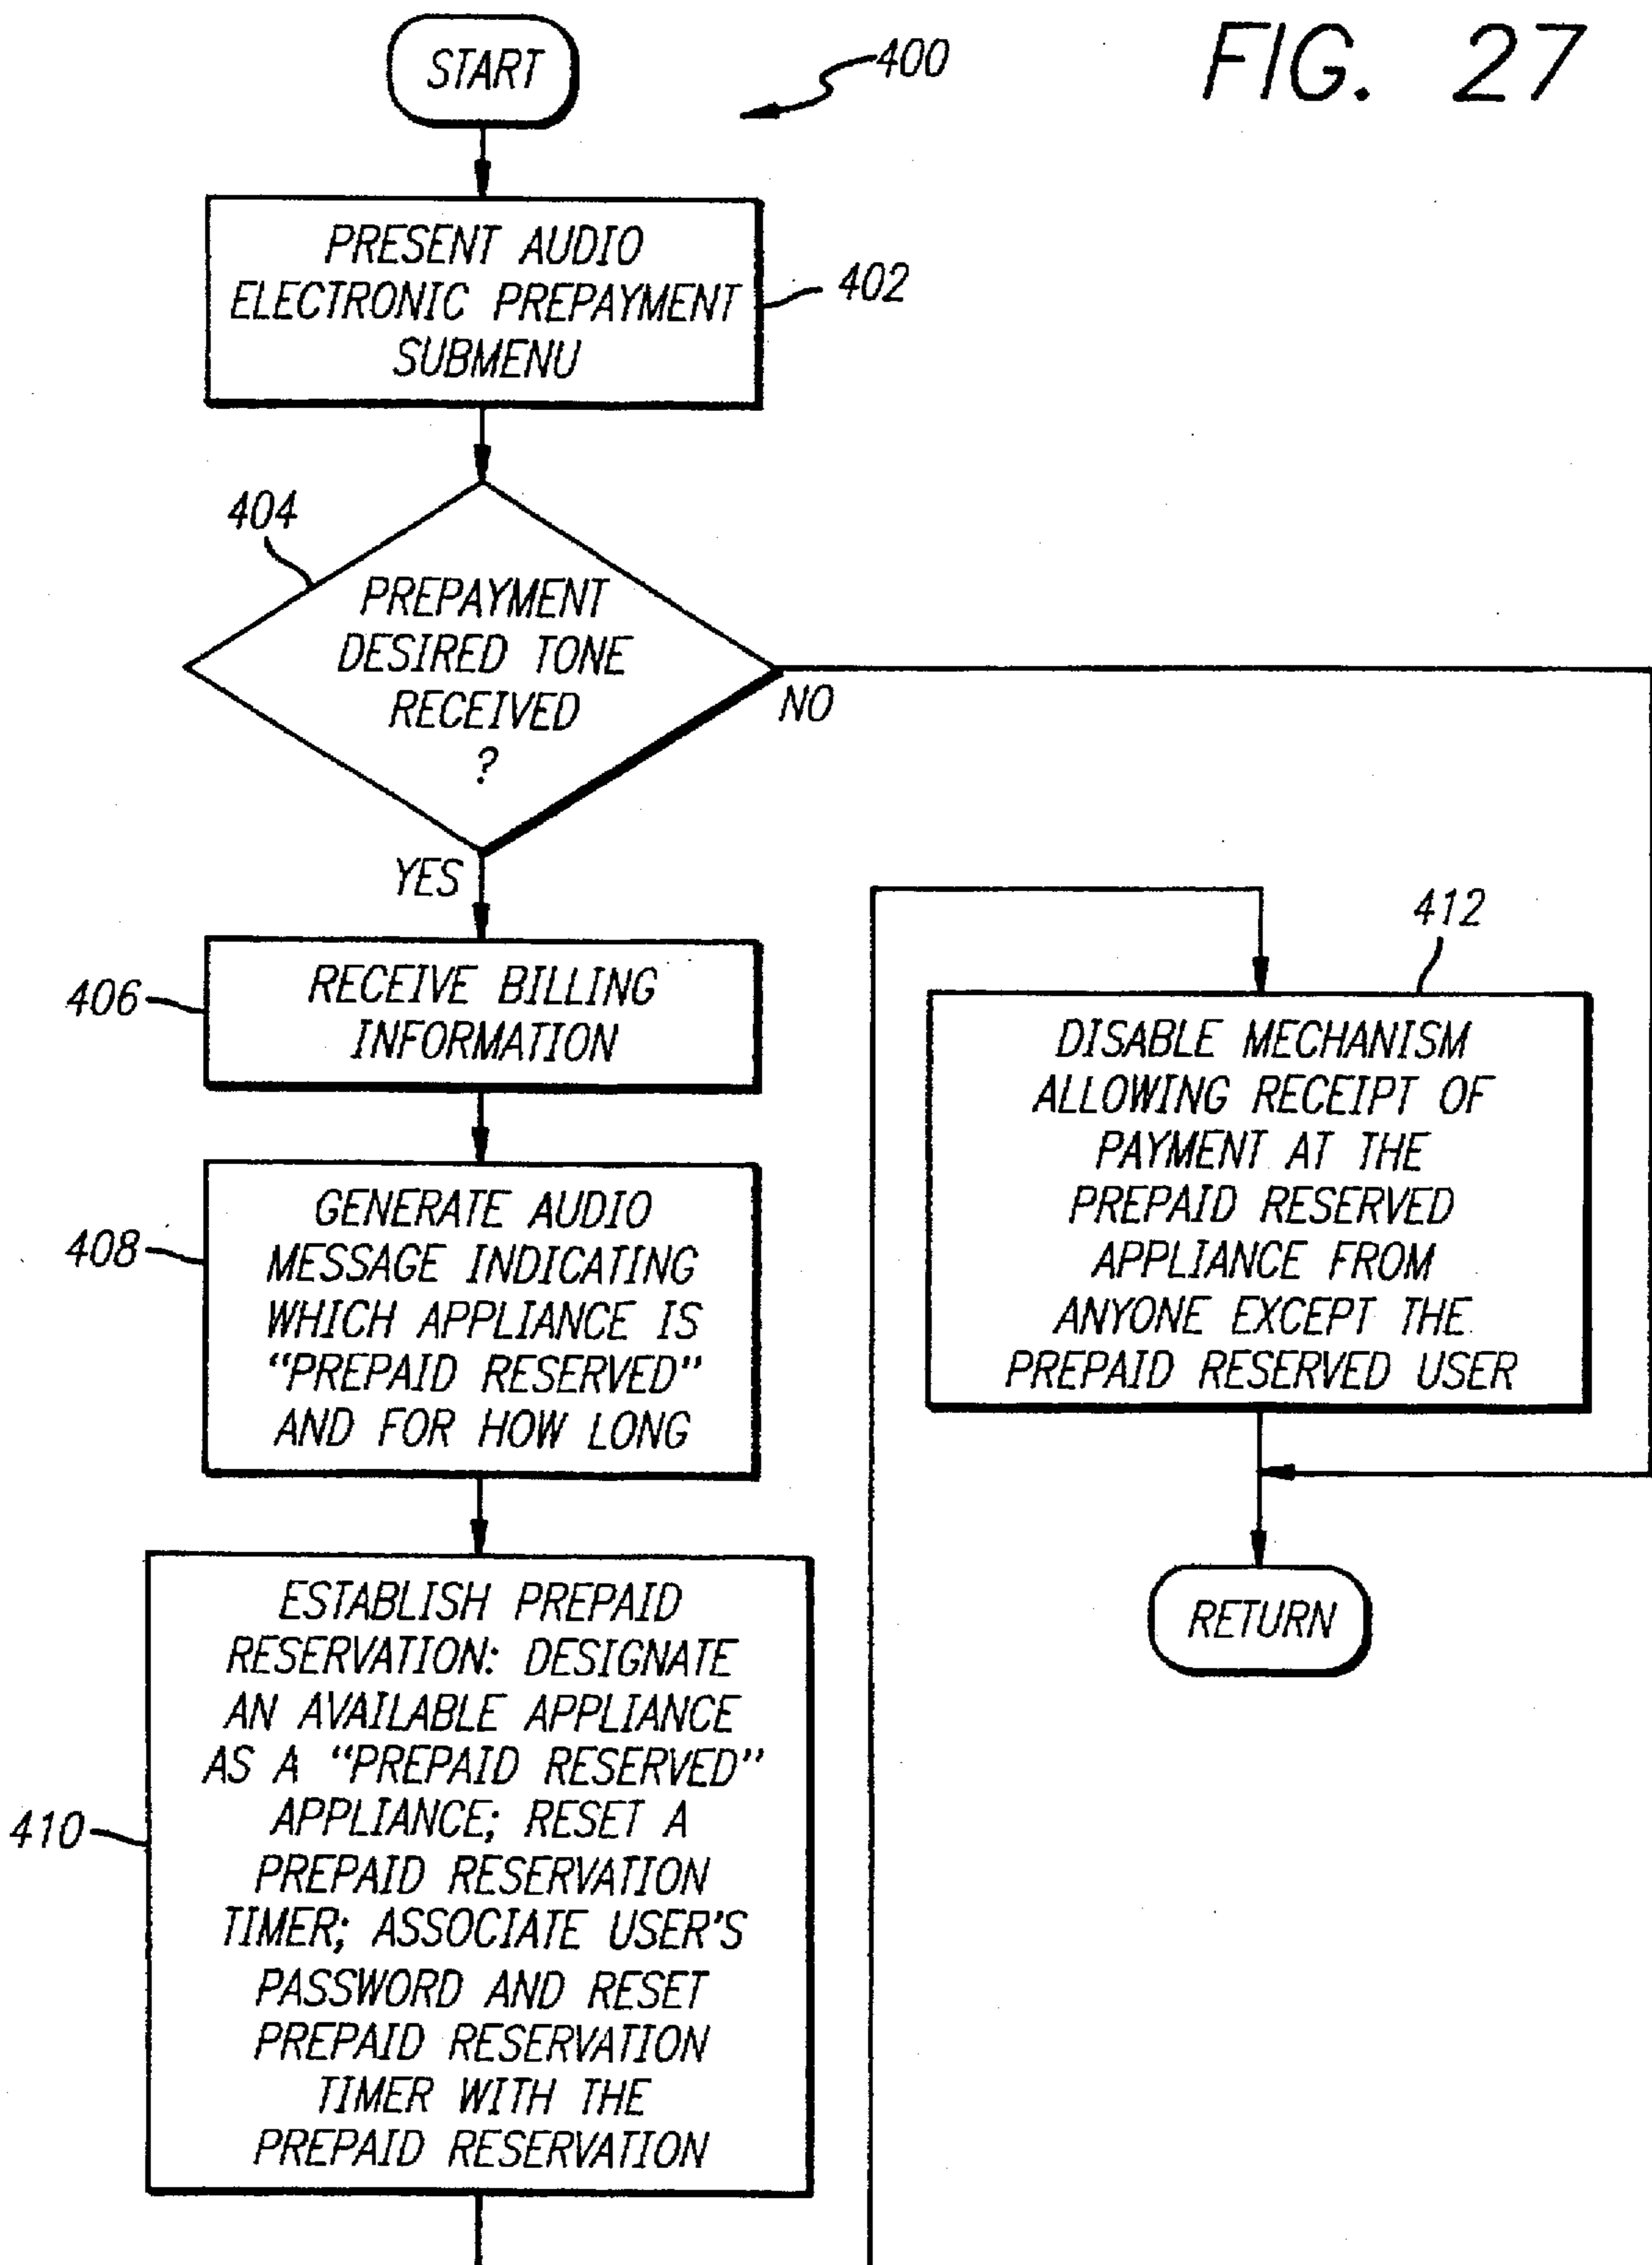 FIG. 27
START
400
PRESENT AUDIO
ELECTRONIC PREPAYMENT
SUBMENU
402
404
PREPAYMENT
DESIRED TONE
RECEIVED
?
NO
YES
406
RECEIVE BILLING
INFORMATION
408
GENERATE AUDIO
MESSAGE INDICATING
WHICH APPLIANCE IS
“PREPAID RESERVED”
AND FOR HOW LONG
410
ESTABLISH PREPAID
RESERVATION: DESIGNATE
AN AVAILABLE APPLIANCE
AS A “PREPAID RESERVED”
APPLIANCE; RESET A
PREPAID RESERVATION
TIMER; ASSOCIATE USER'S
PASSWORD AND RESET
PREPAID RESERVATION
TIMER WITH THE
PREPAID RESERVATION
412
DISABLE MECHANISM
ALLOWING RECEIPT OF
PAYMENT AT THE
PREPAID RESERVED
APPLIANCE FROM
ANYONE EXCEPT THE
PREPAID RESERVED USER
RETURN